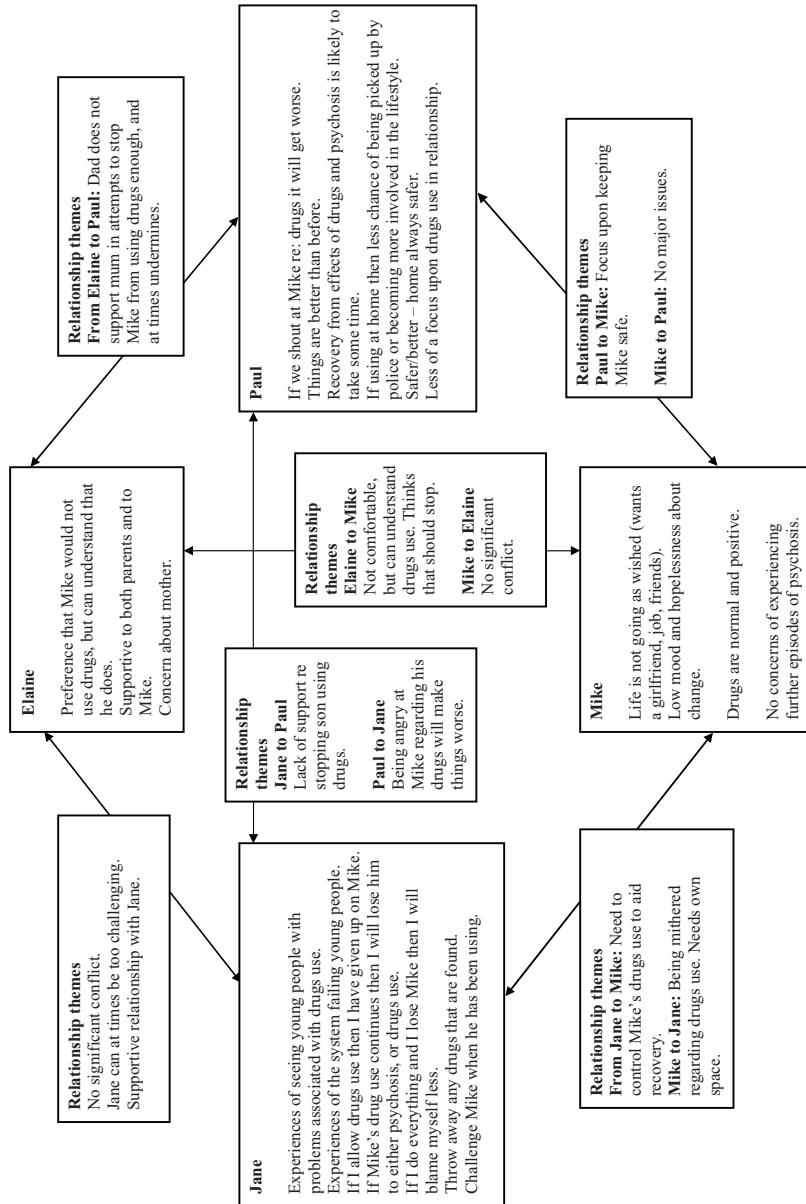 Relationship themes
No significant conflict.
Jane can at times be too challenging.
Supportive relationship with Jane.
Elaine
Preference that Mike would not
use drugs, but can understand that
he does.
Supportive to both parents and to
Mike.
Concern about mother.
Relationship themes
From Elaine to Paul: Dad does not
support mum in attempts to stop
Mike from using drugs enough, and
at times undermines.
Jane
Experiences of seeing young people with
problems associated with drugs use.
Experiences of the system failing young people.
If I allow drugs use then I have given up on Mike.
If Mike's drug use continues then I will lose him
to either psychosis, or drugs use.
If I do everything and I lose Mike then I will
blame myself less.
Throw away any drugs that are found.
Challenge Mike when he has been using.
Relationship
themes
Jane to Paul
Lack of support re
stopping son using
drugs.
Paul to Jane
Being angry at
Mike regarding his
drugs will make
things worse.
Relationship
themes
Elaine to Mike
Not comfortable,
but can understand
drugs use. Thinks
that should stop.
Mike to Elaine
No significant
conflict.
Paul
If we shout at Mike re: drugs it will get worse.
Things are better than before.
Recovery from effects of drugs and psychosis is likely to
take some time.
If using at home then less chance of being picked up by
police or becoming more involved in the lifestyle.
Safer/better – home always safer.
Less of a focus upon drugs use in relationship.
Relationship themes
From Jane to Mike: Need to
control Mike's drugs use to aid
recovery.
Mike to Jane: Being mithered
regarding drugs use. Needs own
space.
Mike
Life is not going as wished (wants
a girlfriend, job, friends).
Low mood and hopelessness about
change.
Drugs are normal and positive.
No concerns of experiencing
further episodes of psychosis.
Relationship themes
Paul to Mike: Focus upon keeping
Mike safe.
Mike to Paul: No major issues.